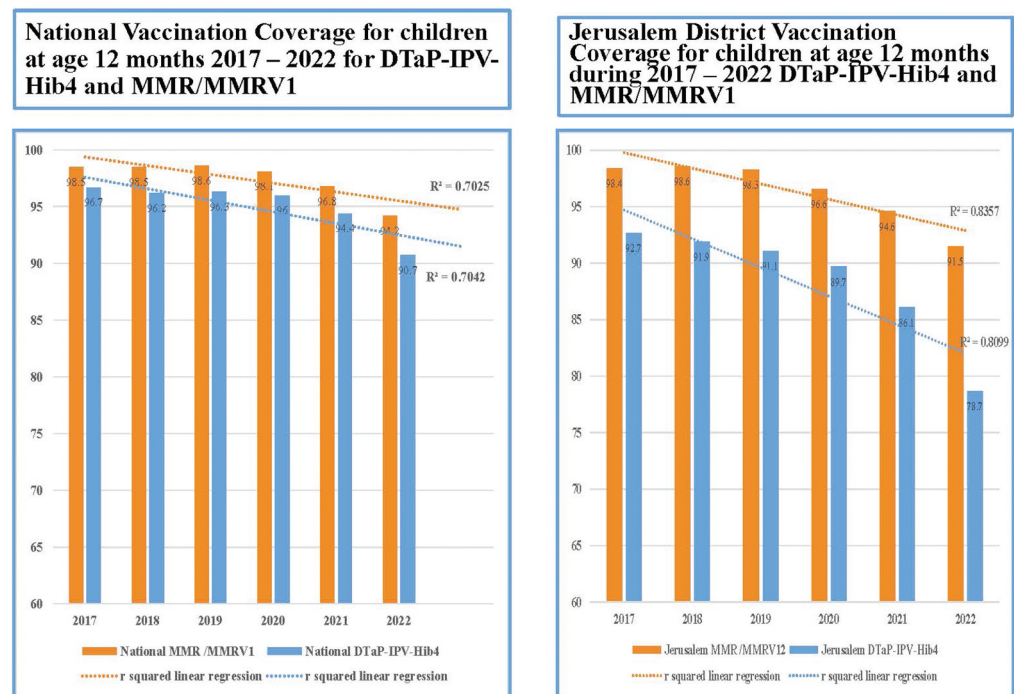 National Vaccination Coverage for children
at age 12 months 2017 – 2022 for DTaP-IPV-
Hib4 and MMR/MMRV1
100
95
90
85
80
75
70
65
60
98.5
98.5
98.6
98.1
96.8
94.2
96.7
96.2
96.3
96
94.4
90.7
R² = 0.7025
R² = 0.7042
2017 2018 2019 2020 2021 2022
National MMR /MMRV1 National DTaP-IPV-Hib4
r squared linear regression r squared linear regression
Jerusalem District Vaccination
Coverage for children at age 12 months
during 2017 – 2022 DTaP-IPV-Hib4 and
MMR/MMRV1
100
95
90
85
80
75
70
65
60
98.4
98.6
98.3
96.6
94.6
91.5
92.7
91.9
91.1
89.7
86.1
78.7
R² = 0.8357
R² = 0.8099
2017 2018 2019 2020 2021 2022
Jerusalem MMR /MMRV12 Jerusalem DTaP-IPV-Hib4
r squared linear regression r squared linear regression